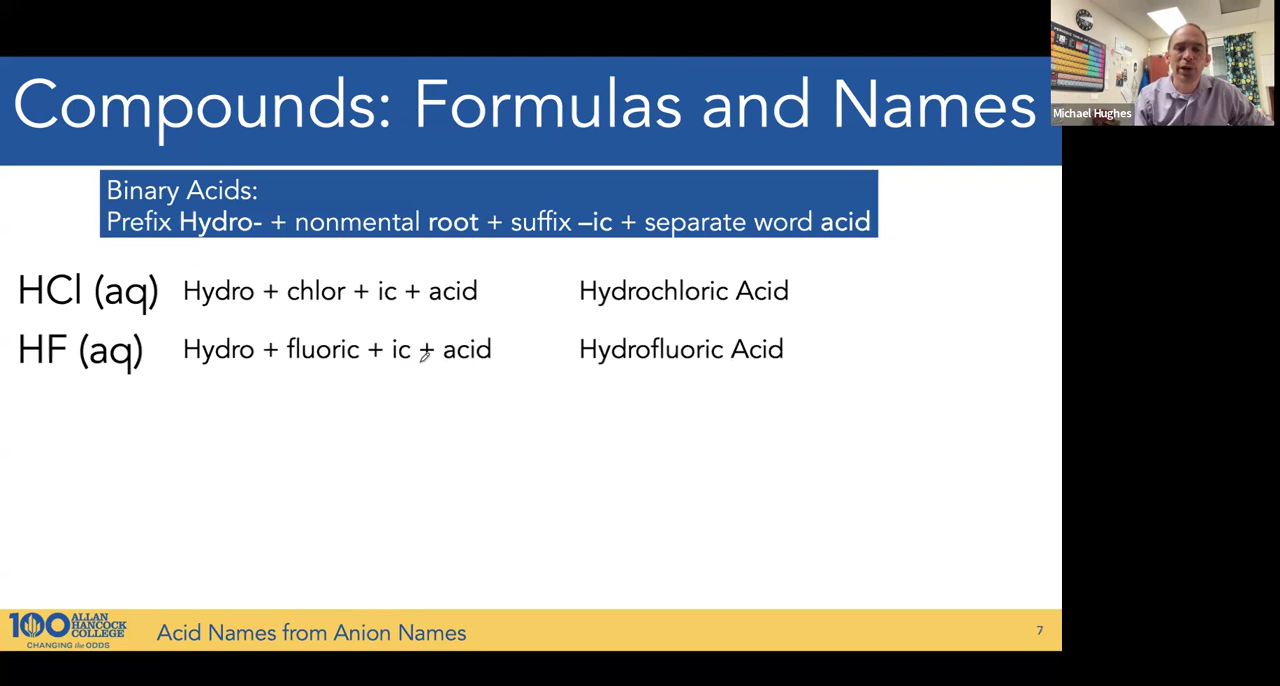 Compounds: Formulas and Names
Michael Hughes
Binary Acids:
Prefix Hydro- + nonmental root + suffix –ic + separate word acid
HCl (aq) Hydro + chlor + ic + acid Hydrochloric Acid
HF (aq) Hydro + fluoric + ic + acid Hydrofluoric Acid
100 ALLAN
HANCOCK
COLLEGE
CHANGING the ODDS
Acid Names from Anion Names
7